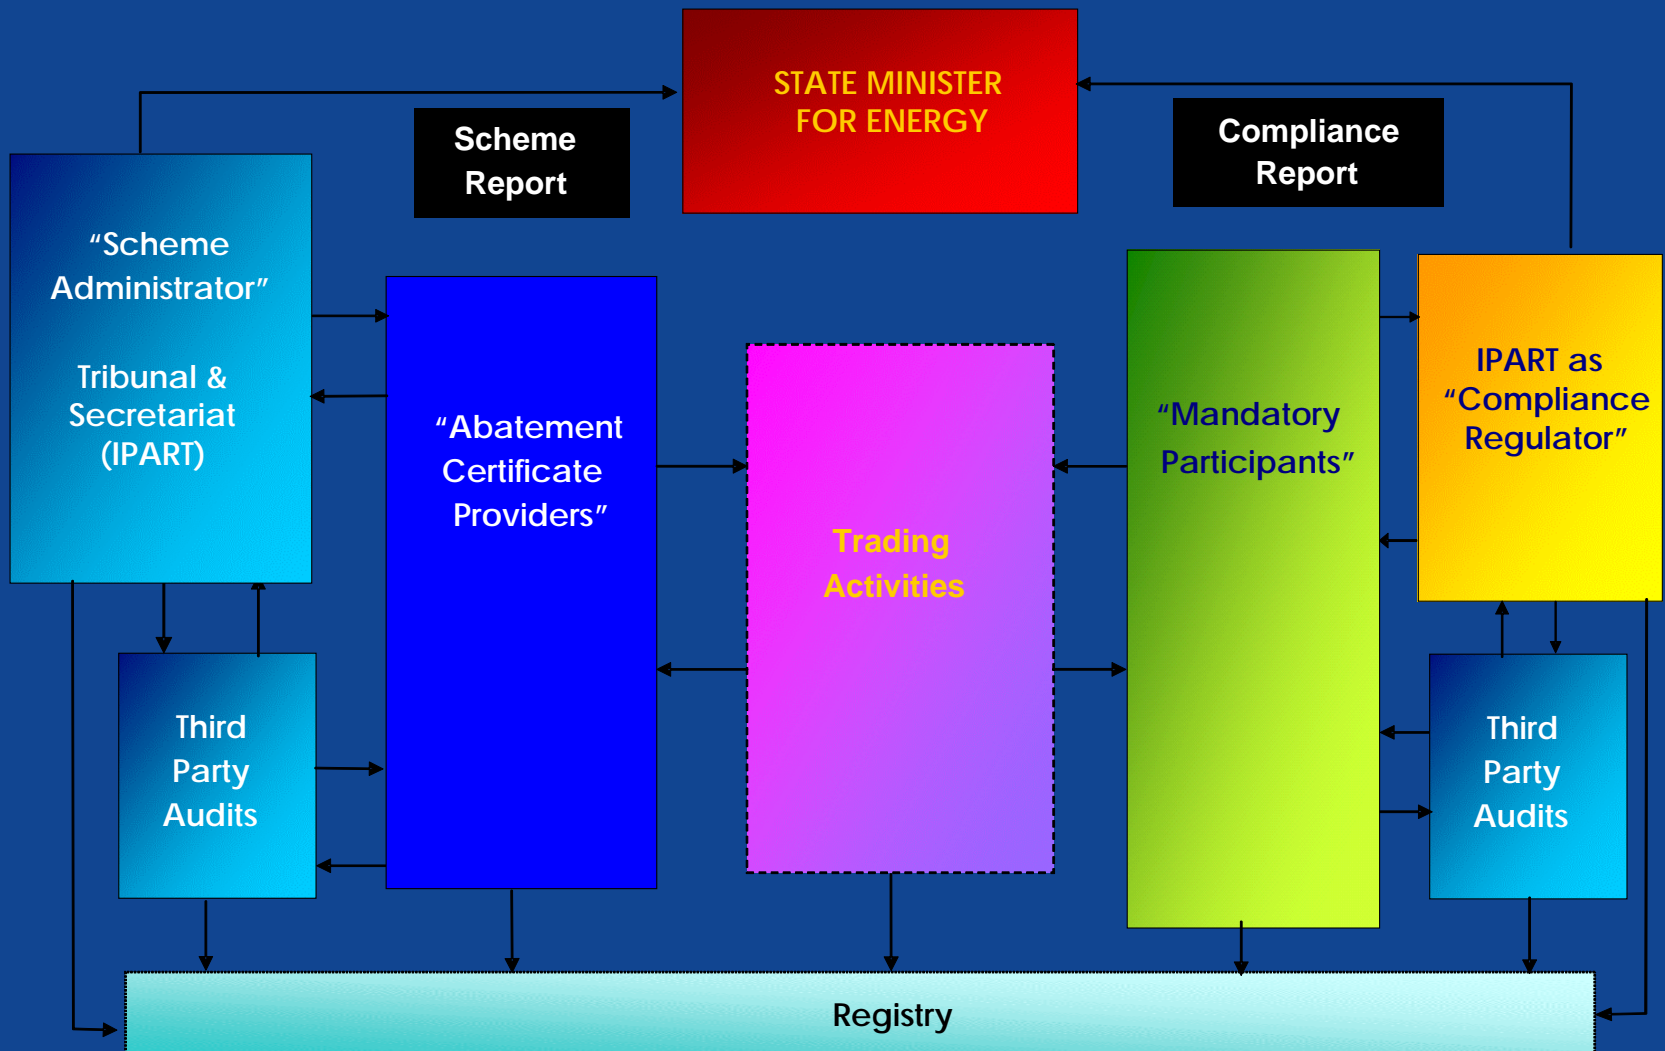 STATE MINISTER
FOR ENERGY
Scheme
Report
Compliance
Report
“Scheme
Administrator”
Tribunal &
Secretariat
(IPART)
“Abatement
Certificate
Providers”
Trading
Activities
“Mandatory
Participants”
IPART as
“Compliance
Regulator”
Third
Party
Audits
Third
Party
Audits
Registry